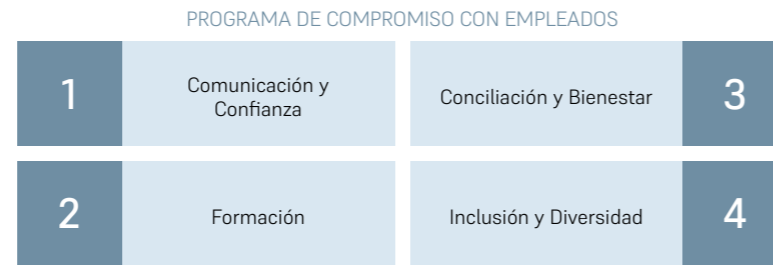 PROGRAMA DE COMPROMISO CON EMPLEADOS
1
Comunicación y
Confianza
2
Formación
Conciliación y Bienestar
3
Inclusión y Diversidad
4